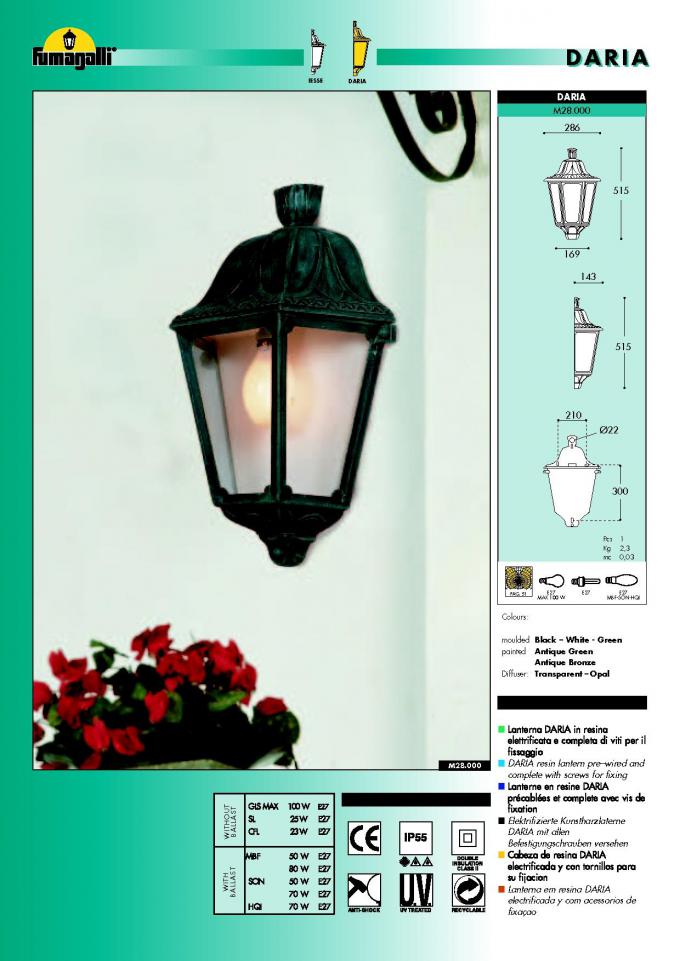 fumagalli
IESSE
DARIA
DARIA
DARIA
M28.000
286
515
169
143
515
210
Ø22
300
Pcs 1
Kg 2,3
mc 0,03
PAG. 51
E27
MAX 100 W
E27
E27
MBF-SON-HQI
Colours:
moulded Black – White - Green
painted Antique Green
Antique Bronze
Diffuser: Transparent – Opal
M28.000
Lanterna DARIA in resina
elettrificata e completa di viti per il
fissaggio
DARIA resin lantern pre–wired and
complete with screws for fixing
Lanterne en resine DARIA
précablées et complete avec vis de
fixation
Elektrifizierte Kunstharzlaterne
DARIA mit allen
Befestigungschrauben versehen
Cabeza de resina DARIA
electrificada y con tornillos para
su fijacion
Lanterna em resina DARIA
electrificada y com acessorios de
fixaçao
WITHOUT
BALLAST
GLS MAX 100 W E27
SL 25W E27
CFL 23W E27
WITH
BALLAST
MBF 50 W E27
80 W E27
SON 50 W E27
70 W E27
HQI 70 W E27
CE
IP55
DOUBLE
INSULATION
CLASS II
ANTI-SHOCK
U.V.
UV TREATED
RECYCLABLE